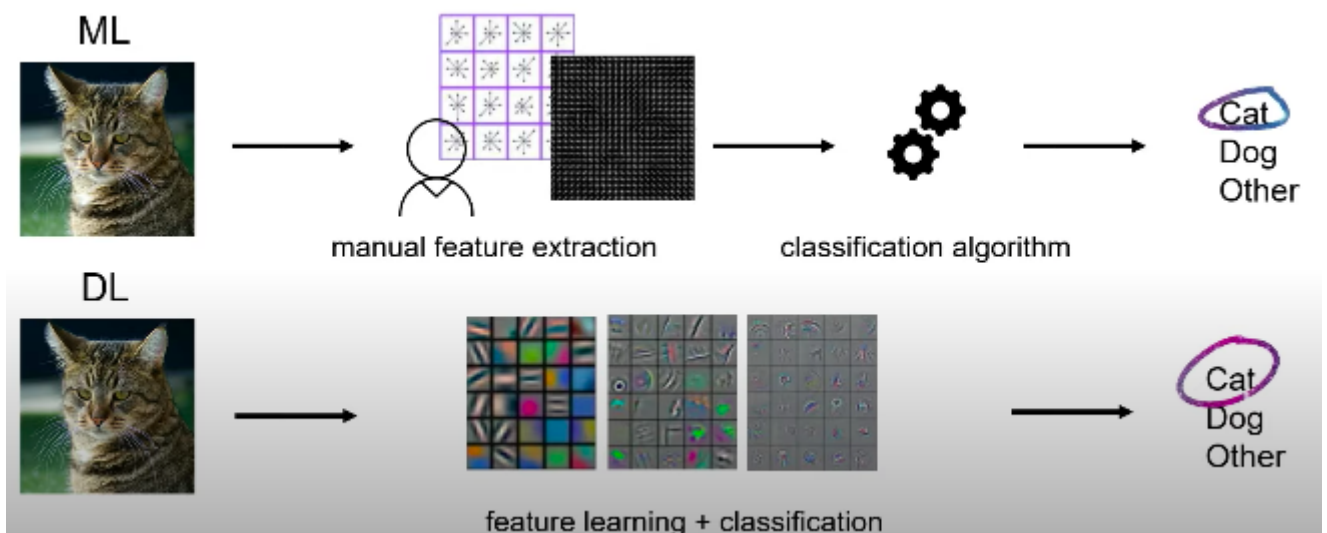 ML
manual feature extraction
classification algorithm
Cat
Dog
Other
DL
feature learning + classification
Cat
Dog
Other